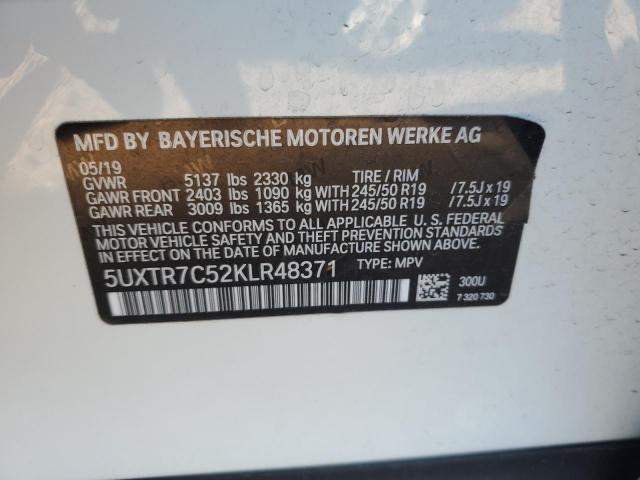 MFD BY BAYERISCHE MOTOREN WERKE AG
05/19
GVWR 5137 lbs 2330 kg TIRE / RIM
GAWR FRONT 2403 lbs 1090 kg WITH 245/50 R19 /7.5J x 19
GAWR REAR 3009 lbs 1365 kg WITH 245/50 R19 /7.5J x 19
THIS VEHICLE CONFORMS TO ALL APPLICABLE U. S. FEDERAL
MOTOR VEHICLE SAFETY STANDARDS
IN EFFECT ON THE DATE OF MANUFACTURE SHOWN ABOVE.
5UXTR7C52KLR48371 TYPE: MPV
300U
7 320 730